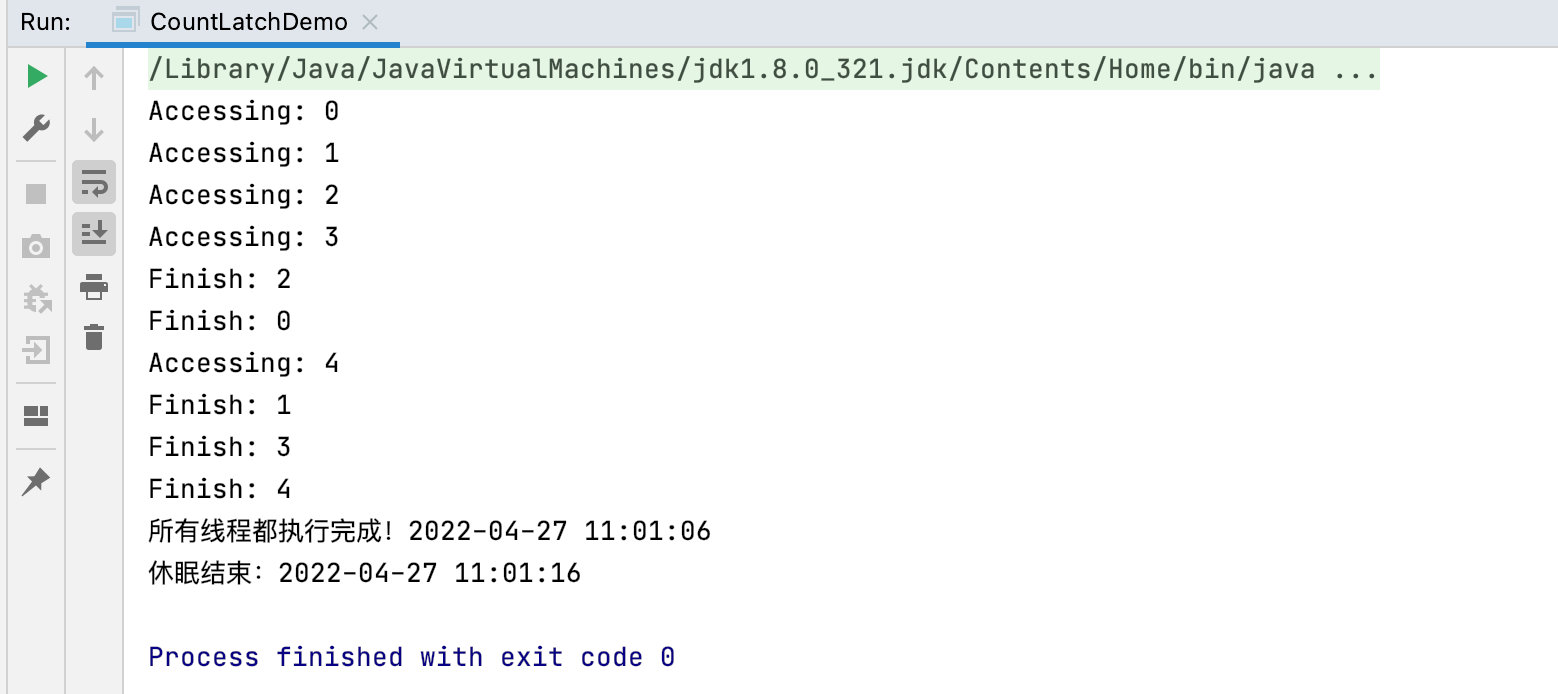 Run: CountLatchDemo
/Library/Java/JavaVirtualMachines/jdk1.8.0_321.jdk/Contents/Home/bin/java ...
Accessing: 0
Accessing: 1
Accessing: 2
Accessing: 3
Finish: 2
Finish: 0
Accessing: 4
Finish: 1
Finish: 3
Finish: 4
所有线程都执行完成！2022-04-27 11:01:06
休眠结束：2022-04-27 11:01:16
Process finished with exit code 0